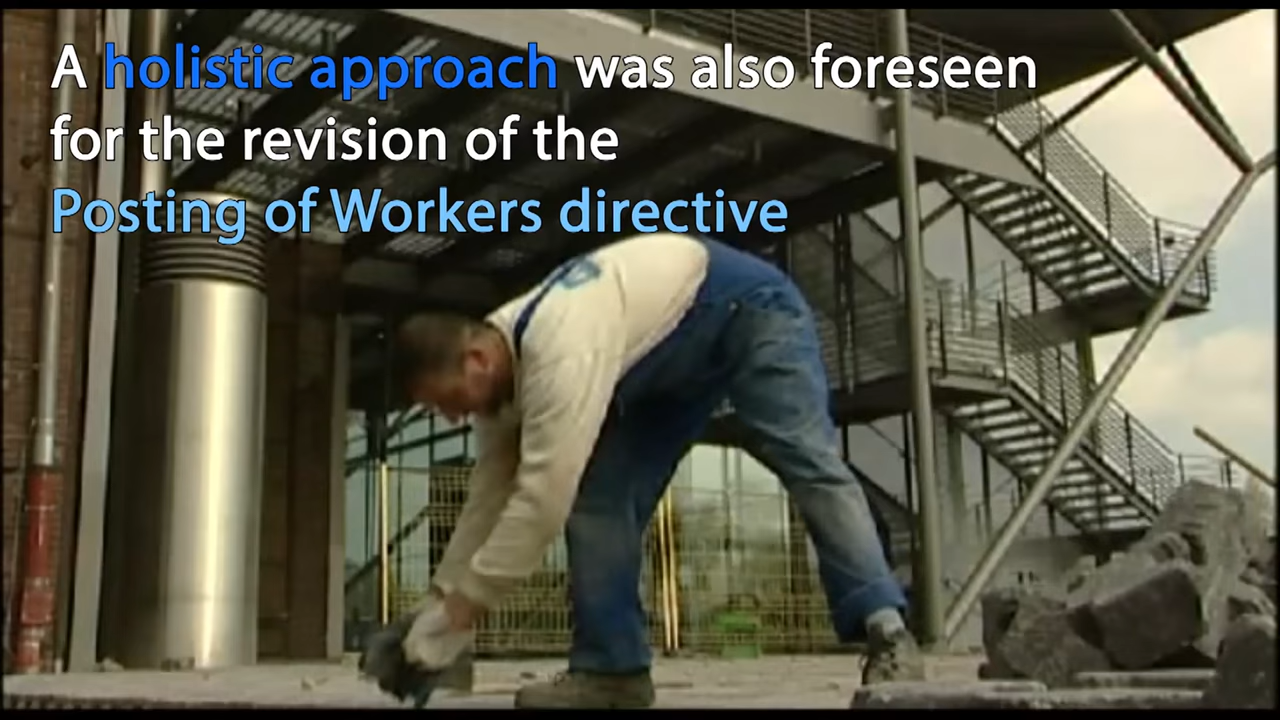 A holistic approach was also foreseen
for the revision of the
Posting of Workers directive